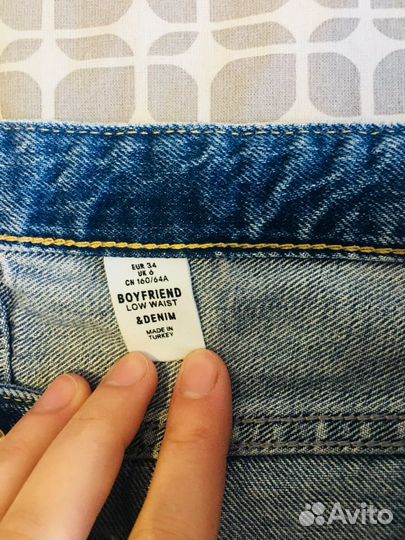 EUR 34
UK 6
CN 160/64A
BOYFRIEND
LOW WAIST
&DENIM
MADE IN
TURKEY
Avito